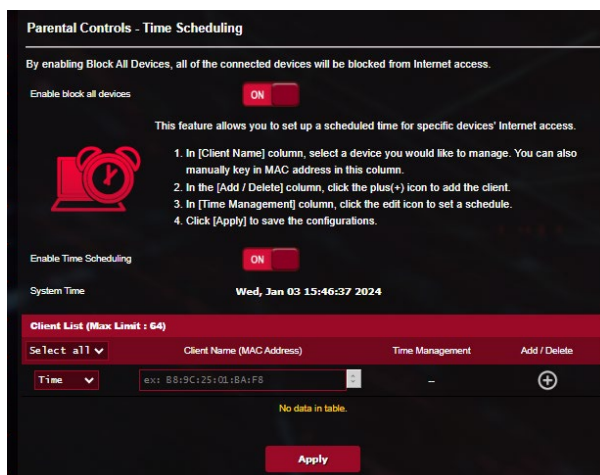 Parental Controls - Time Scheduling
By enabling Block All Devices, all of the connected devices will be blocked from Internet access.
Enable block all devices
ON
This feature allows you to set up a scheduled time for specific devices' Internet access.
1. In [Client Name] column, select a device you would like to manage. You can also
manually key in MAC address in this column.
2. In the [Add / Delete] column, click the plus(+) icon to add the client.
3. In [Time Management] column, click the edit icon to set a schedule.
4. Click [Apply] to save the configurations.
Enable Time Scheduling
ON
System Time
Wed, Jan 03 15:46:37 2024
Client List (Max Limit : 64)
Select all
Client Name (MAC Address)
Time Management
Add / Delete
Time
ex: B8:9C:25:01:BA:F8
–
No data in table.
Apply